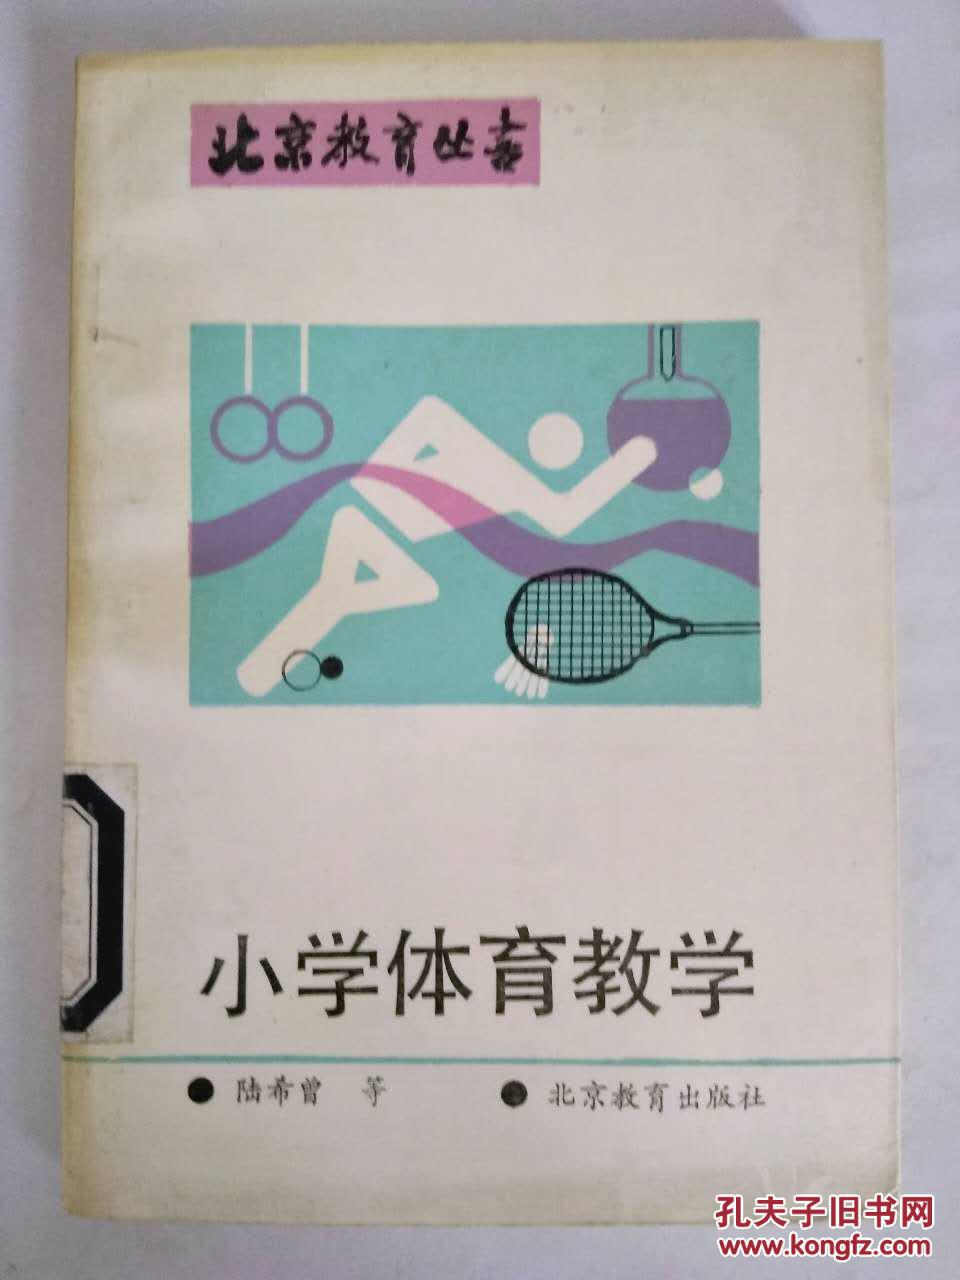 北京教育丛书
小学体育教学
●陆希曾 等 ●北京教育出版社
孔夫子旧书网
www.kongfz.com